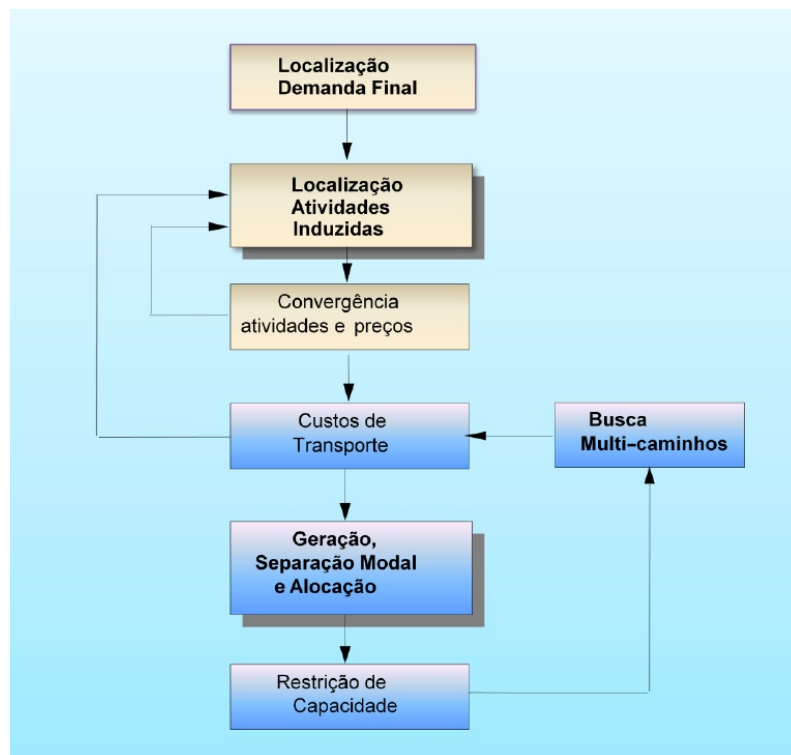 Localização
Demanda Final
Localização
Atividades
Induzidas
Convergência
atividades e preços
Custos de
Transporte
Busca
Multi-caminhos
Geração,
Separação Modal
e Alocação
Restrição de
Capacidade